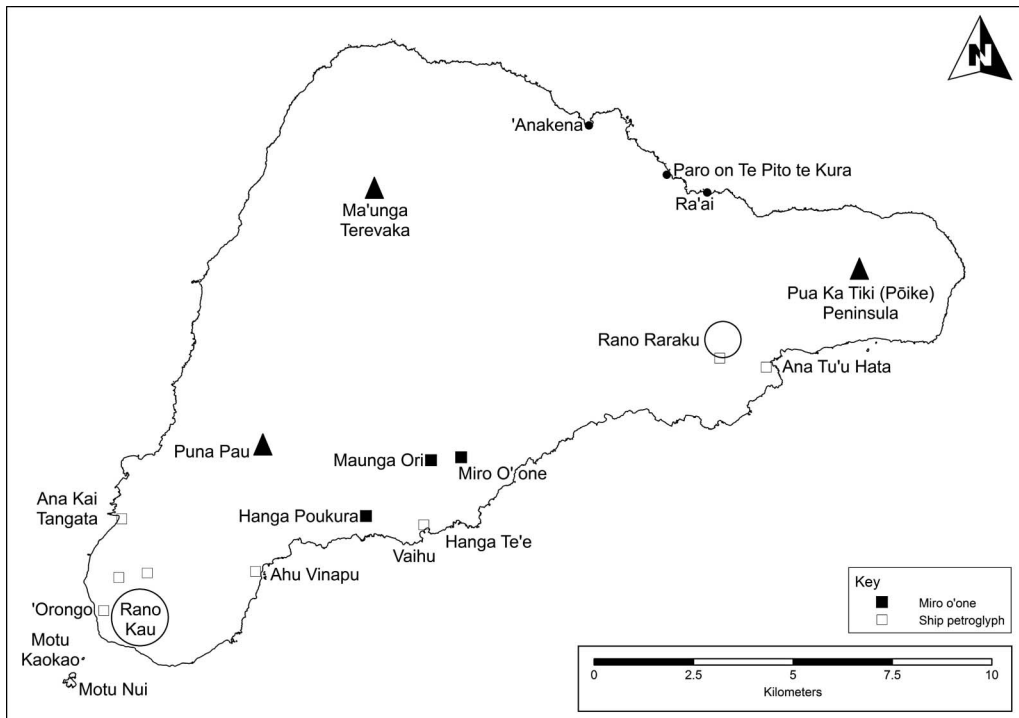 N
'Anakena
Paro on Te Pito te Kura
Ra'ai
Ma'unga
Terevaka
Pua Ka Tiki (Pōike)
Peninsula
Rano Raraku
Ana Tu'u Hata
Puna Pau
Maunga Ori
Miro O'one
Ana Kai
Tangata
Hanga Poukura
Hanga Te'e
Vaihu
Ahu Vinapu
'Orongo
Rano
Kau
Motu
Kaokao
Motu Nui
Key
Miro o'one
Ship petroglyph
0 2.5 5 7.5 10
Kilometers